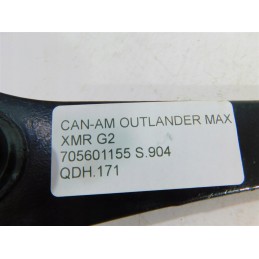 CAN-AM OUTLANDER MAX
XMR G2
705601155 S.904
QDH.171